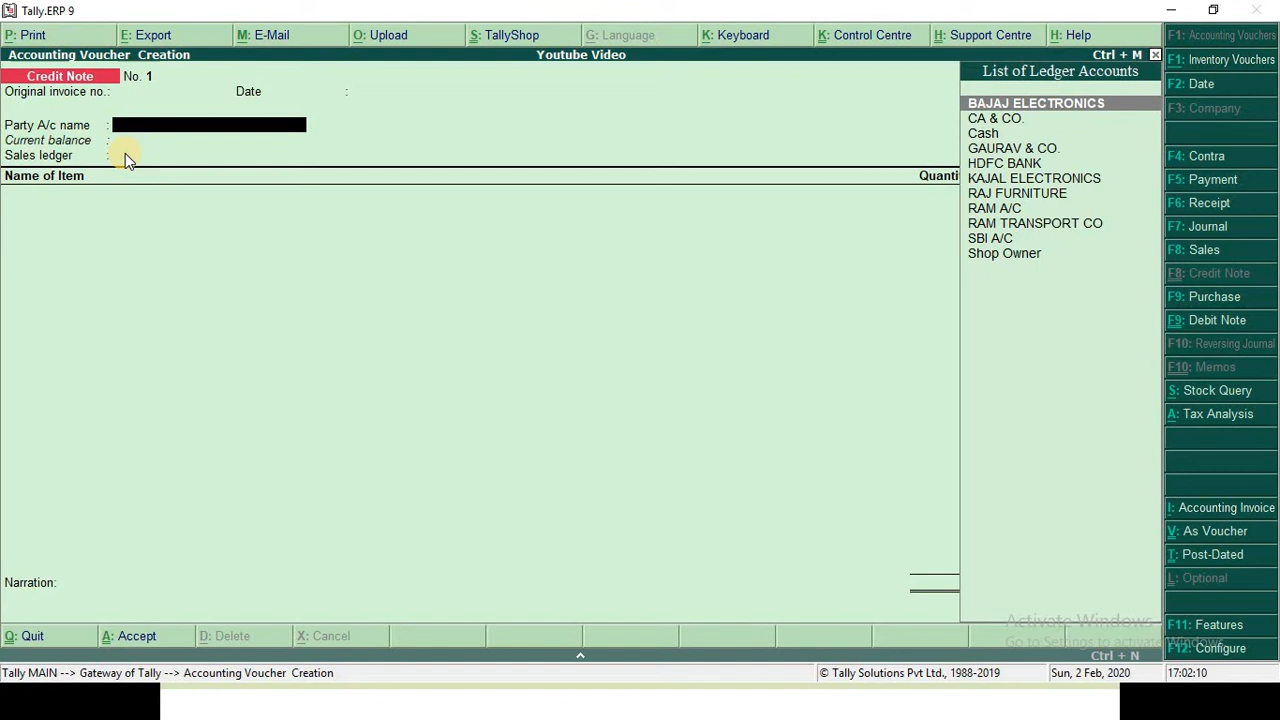 Tally.ERP 9
P: Print E: Export M: E-Mail O: Upload S: TallyShop G: Language K: Keyboard K: Control Centre H: Support Centre H: Help
Accounting Voucher Creation Youtube Video Ctrl + M
Credit Note No. 1
Original invoice no.: Date :
Party A/c name :
Current balance :
Sales ledger :
Name of Item Quanti
Narration:
List of Ledger Accounts
BAJAJ ELECTRONICS
CA & CO.
Cash
GAURAV & CO.
HDFC BANK
KAJAL ELECTRONICS
RAJ FURNITURE
RAM A/C
RAM TRANSPORT CO
SBI A/C
Shop Owner
F1: Accounting Vouchers
F1: Inventory Vouchers
F2: Date
F3: Company
F4: Contra
F5: Payment
F6: Receipt
F7: Journal
F8: Sales
F8: Credit Note
F9: Purchase
F9: Debit Note
F10: Reversing Journal
F10: Memos
S: Stock Query
A: Tax Analysis
I: Accounting Invoice
V: As Voucher
T: Post-Dated
L: Optional
F11: Features
F12: Configure
Activate Windows
Go to Settings to activate Windows.
Q: Quit A: Accept D: Delete X: Cancel
Ctrl + N
Tally MAIN --> Gateway of Tally --> Accounting Voucher Creation © Tally Solutions Pvt Ltd., 1988-2019 Sun, 2 Feb, 2020 17:02:10